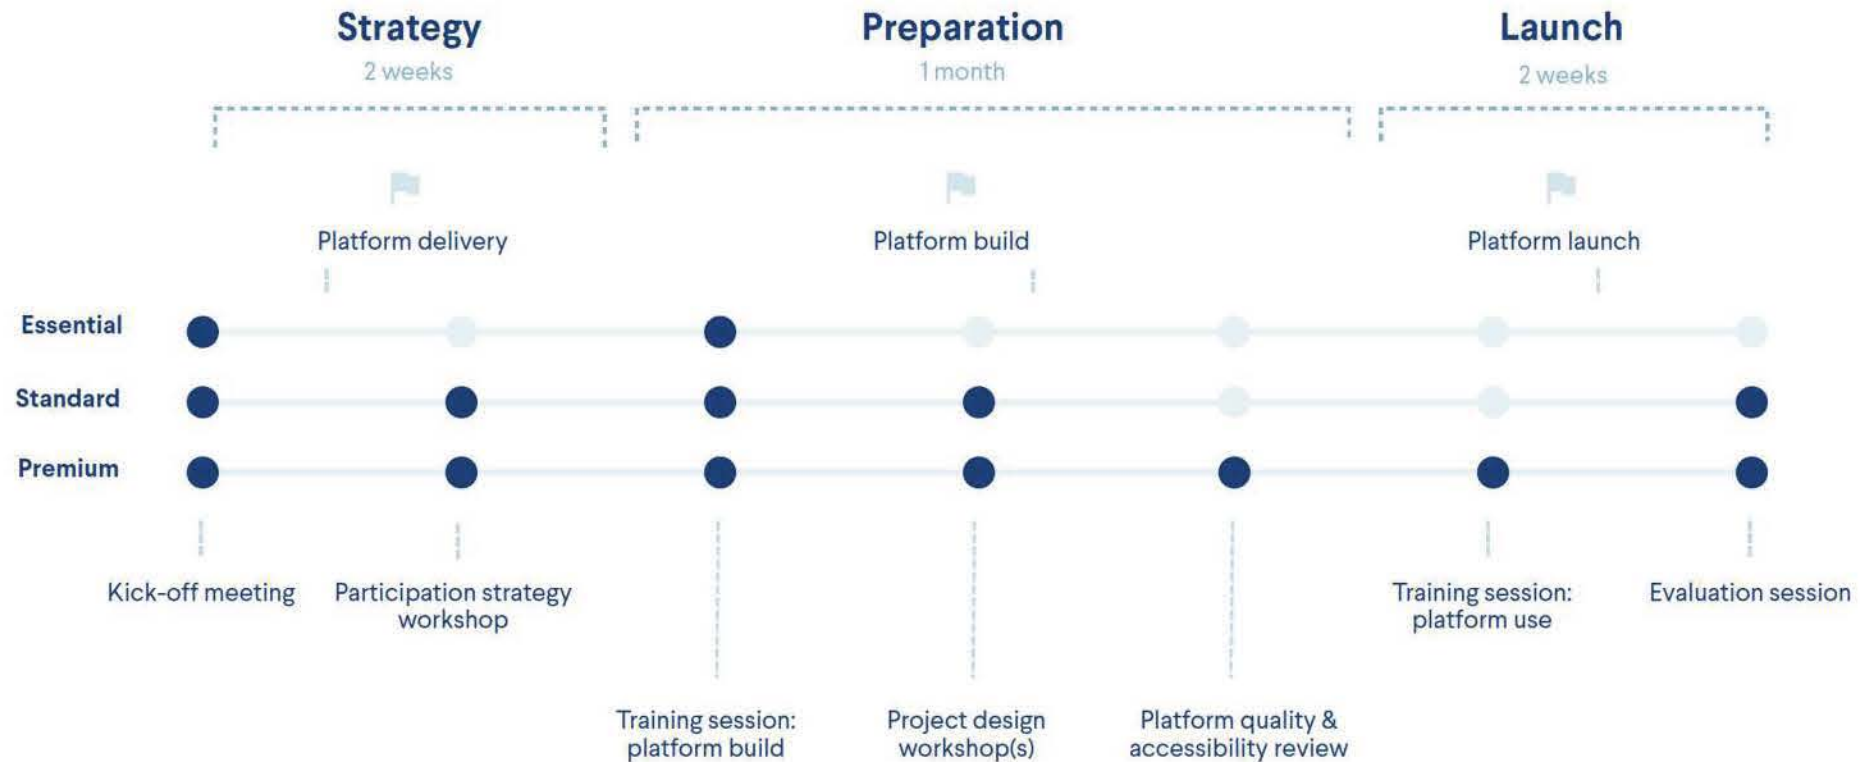 Strategy
2 weeks
Preparation
1 month
Launch
2 weeks
Platform delivery
Platform build
Platform launch
Essential
Standard
Premium
Kick-off meeting
Participation strategy
workshop
Training session:
platform use
Evaluation session
Training session:
platform build
Project design
workshop(s)
Platform quality &
accessibility review